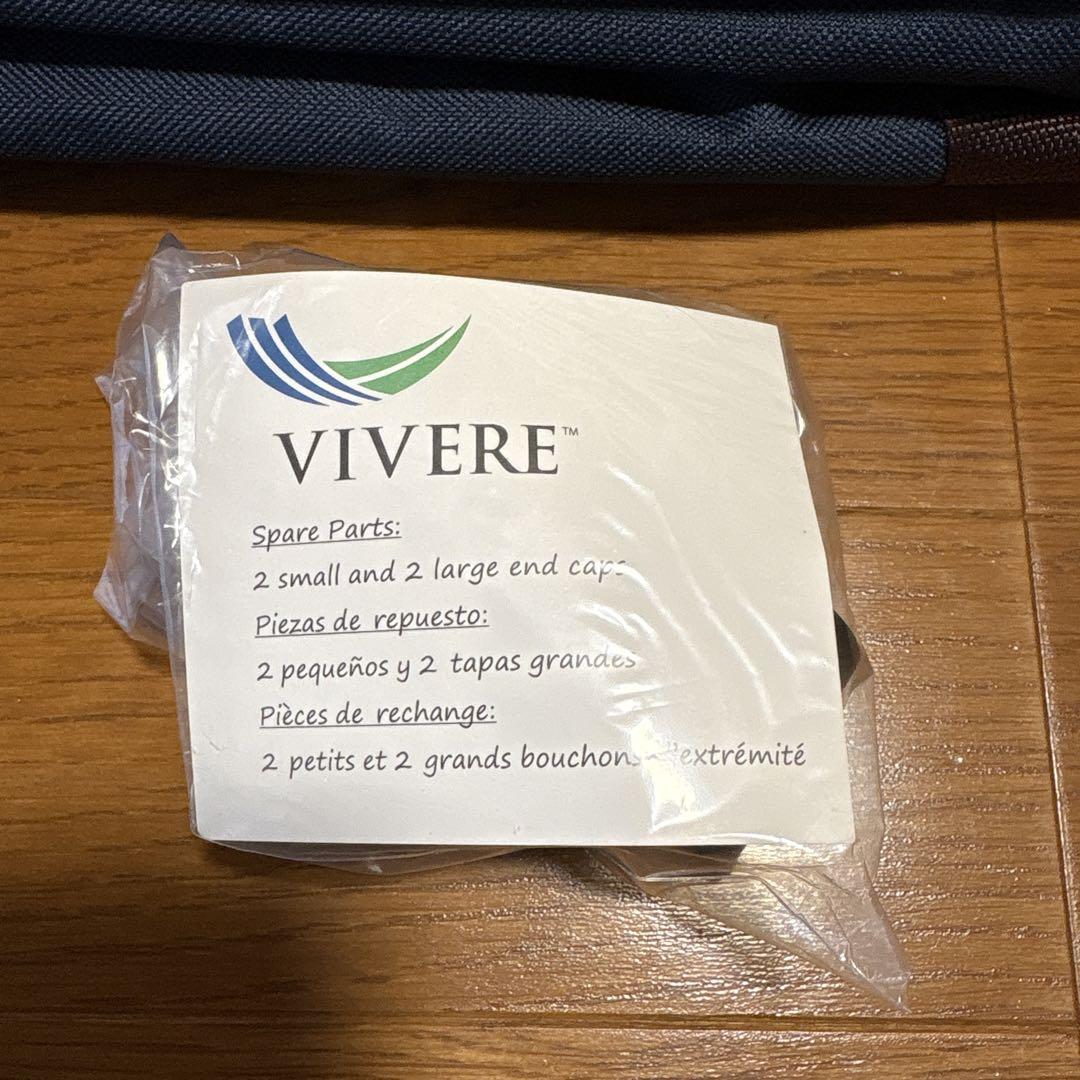 VIVERE™
Spare Parts:
2 small and 2 large end caps
Piezas de repuesto:
2 pequeños y 2 tapas grandes
Pièces de rechange:
2 petits et 2 grands bouchons d'extrémité